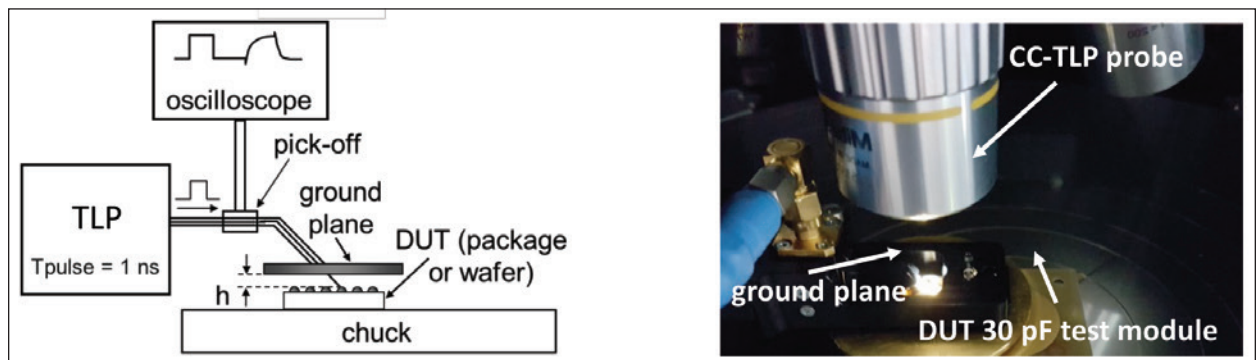 oscilloscope
pick-off
ground
plane
TLP
Tpulse = 1 ns
DUT (package
or wafer)
h
chuck
CC-TLP probe
ground plane
DUT 30 pF test module